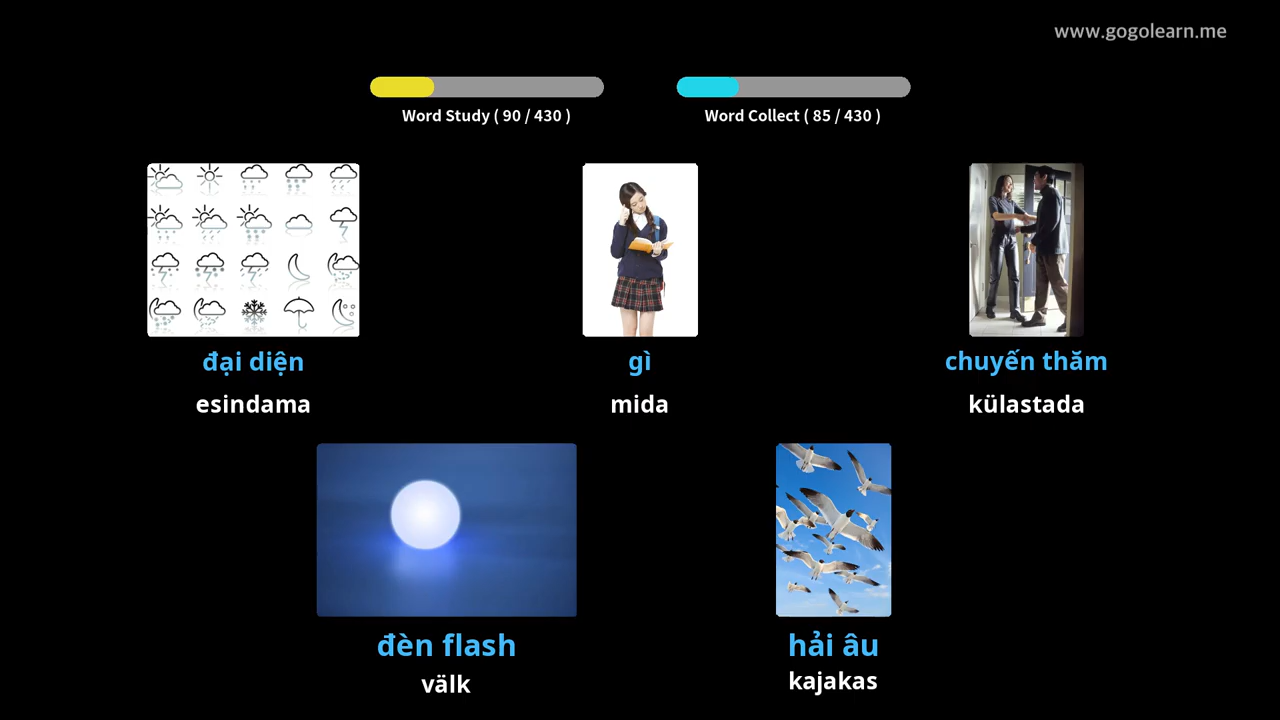 www.gogolearn.me
Word Study ( 90 / 430 )
Word Collect ( 85 / 430 )
đại diện
esindama
gì
mida
chuyến thăm
külastada
đèn flash
välk
hải âu
kajakas